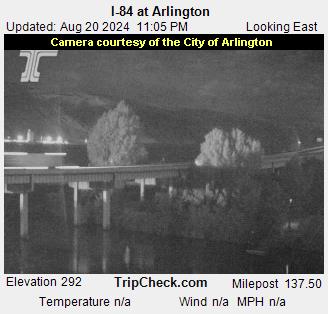 I-84 at Arlington
Updated: Aug 20 2024 11:05 PM Looking East
Camera courtesy of the City of Arlington
Elevation 292 TripCheck.com Milepost 137.50
Temperature n/a Wind n/a MPH n/a